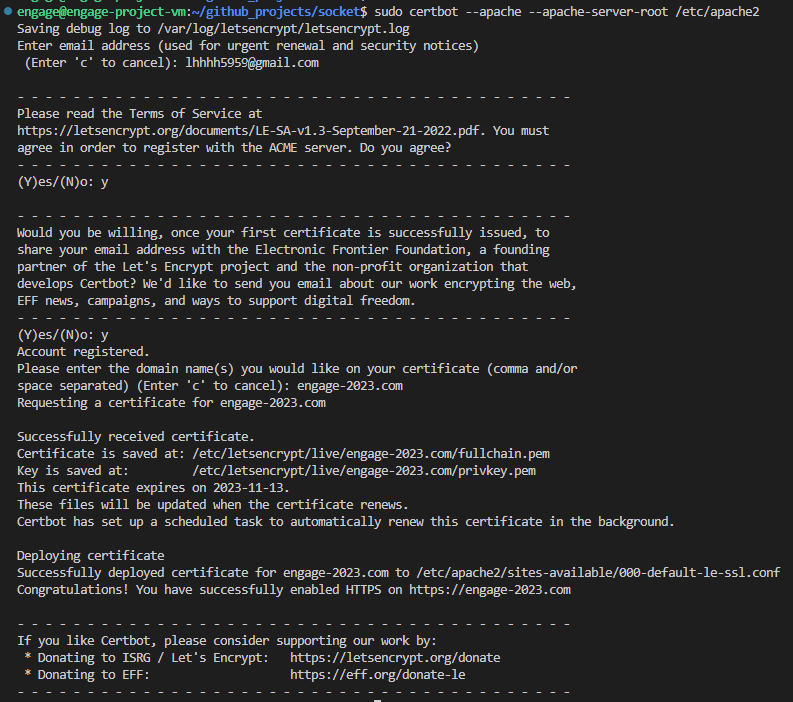 engage@engage-project-vm:~/github_projects/socket$ sudo certbot --apache --apache-server-root /etc/apache2
Saving debug log to /var/log/letsencrypt/letsencrypt.log
Enter email address (used for urgent renewal and security notices)
 (Enter 'c' to cancel): lhhhh5959@gmail.com

- - - - - - - - - - - - - - - - - - - - - - - - - - - - - - - - - - - - - - - -
Please read the Terms of Service at
https://letsencrypt.org/documents/LE-SA-v1.3-September-21-2022.pdf. You must
agree in order to register with the ACME server. Do you agree?
- - - - - - - - - - - - - - - - - - - - - - - - - - - - - - - - - - - - - - - -
(Y)es/(N)o: y

- - - - - - - - - - - - - - - - - - - - - - - - - - - - - - - - - - - - - - - -
Would you be willing, once your first certificate is successfully issued, to
share your email address with the Electronic Frontier Foundation, a founding
partner of the Let's Encrypt project and the non-profit organization that
develops Certbot? We'd like to send you email about our work encrypting the web,
EFF news, campaigns, and ways to support digital freedom.
- - - - - - - - - - - - - - - - - - - - - - - - - - - - - - - - - - - - - - - -
(Y)es/(N)o: y
Account registered.
Please enter the domain name(s) you would like on your certificate (comma and/or
space separated) (Enter 'c' to cancel): engage-2023.com
Requesting a certificate for engage-2023.com

Successfully received certificate.
Certificate is saved at: /etc/letsencrypt/live/engage-2023.com/fullchain.pem
Key is saved at:         /etc/letsencrypt/live/engage-2023.com/privkey.pem
This certificate expires on 2023-11-13.
These files will be updated when the certificate renews.
Certbot has set up a scheduled task to automatically renew this certificate in the background.

Deploying certificate
Successfully deployed certificate for engage-2023.com to /etc/apache2/sites-available/000-default-le-ssl.conf
Congratulations! You have successfully enabled HTTPS on https://engage-2023.com

- - - - - - - - - - - - - - - - - - - - - - - - - - - - - - - - - - - - - - - -
If you like Certbot, please consider supporting our work by:
 * Donating to ISRG / Let's Encrypt:   https://letsencrypt.org/donate
 * Donating to EFF:                    https://eff.org/donate-le
- - - - - - - - - - - - - - - - - - - - - - - - - - - - - - - - - - - - - - - -